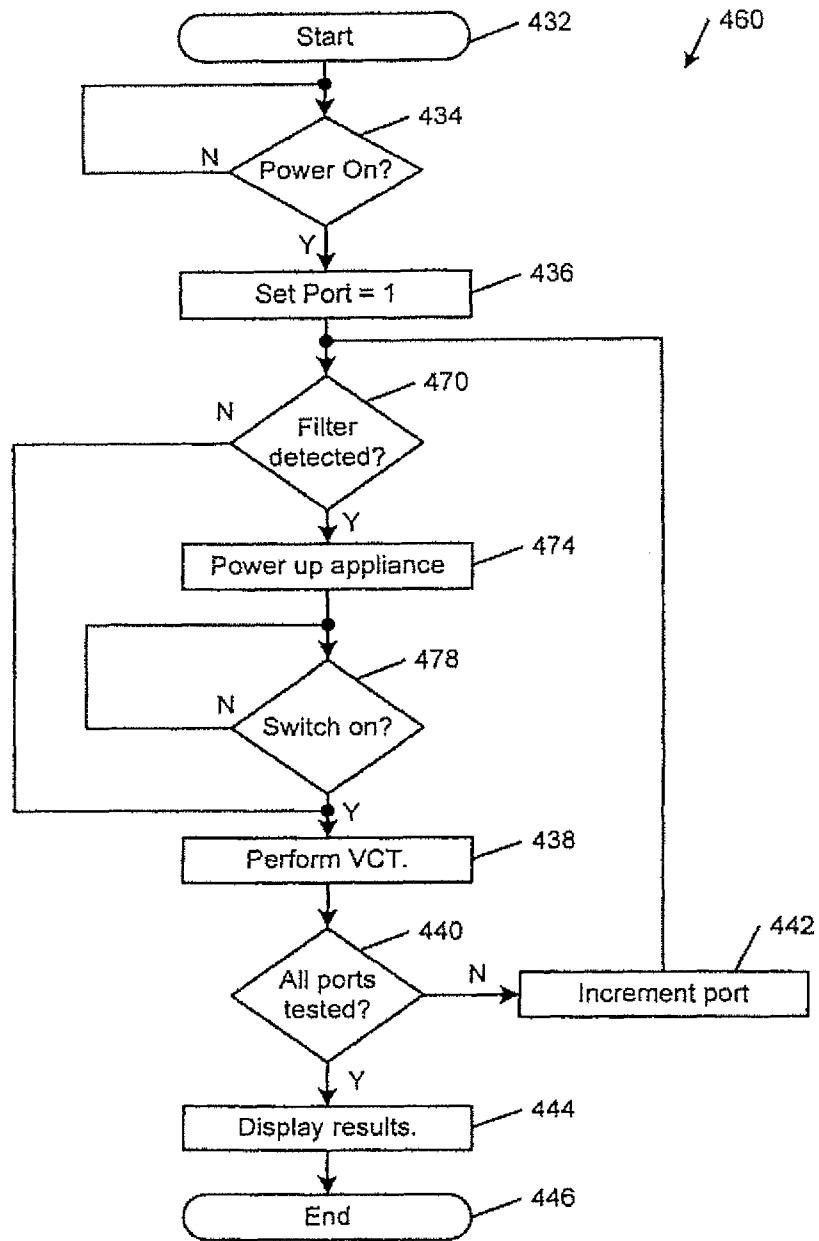 Start
432
460
434
N
Power On?
Y
Set Port = 1
436
470
N
Filter
detected?
Y
Power up appliance
474
478
N
Switch on?
Y
Perform VCT.
438
440
442
All ports
tested?
N
Increment port
Y
Display results.
444
End
446